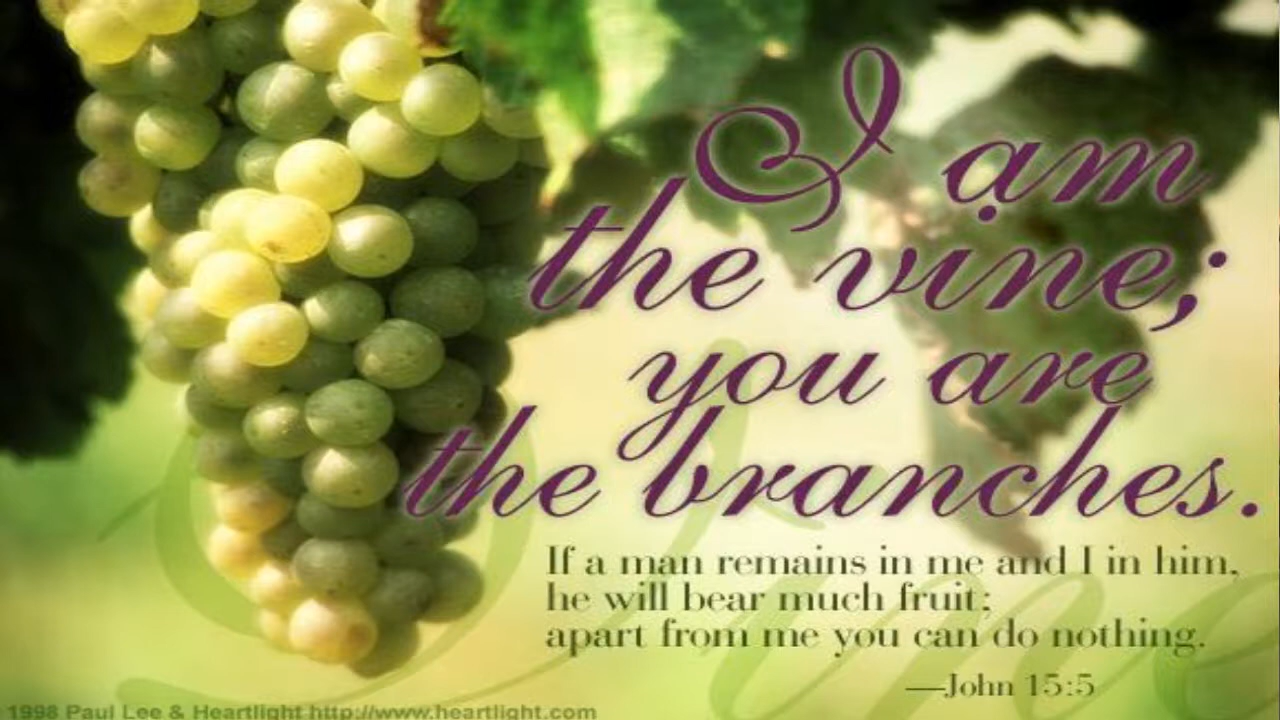 I am
the vine;
you are
the branches.
If a man remains in me and I in him,
he will bear much fruit;
apart from me you can do nothing.
—John 15:5
1998 Paul Lee & Heartlight http://www.heartlight.com